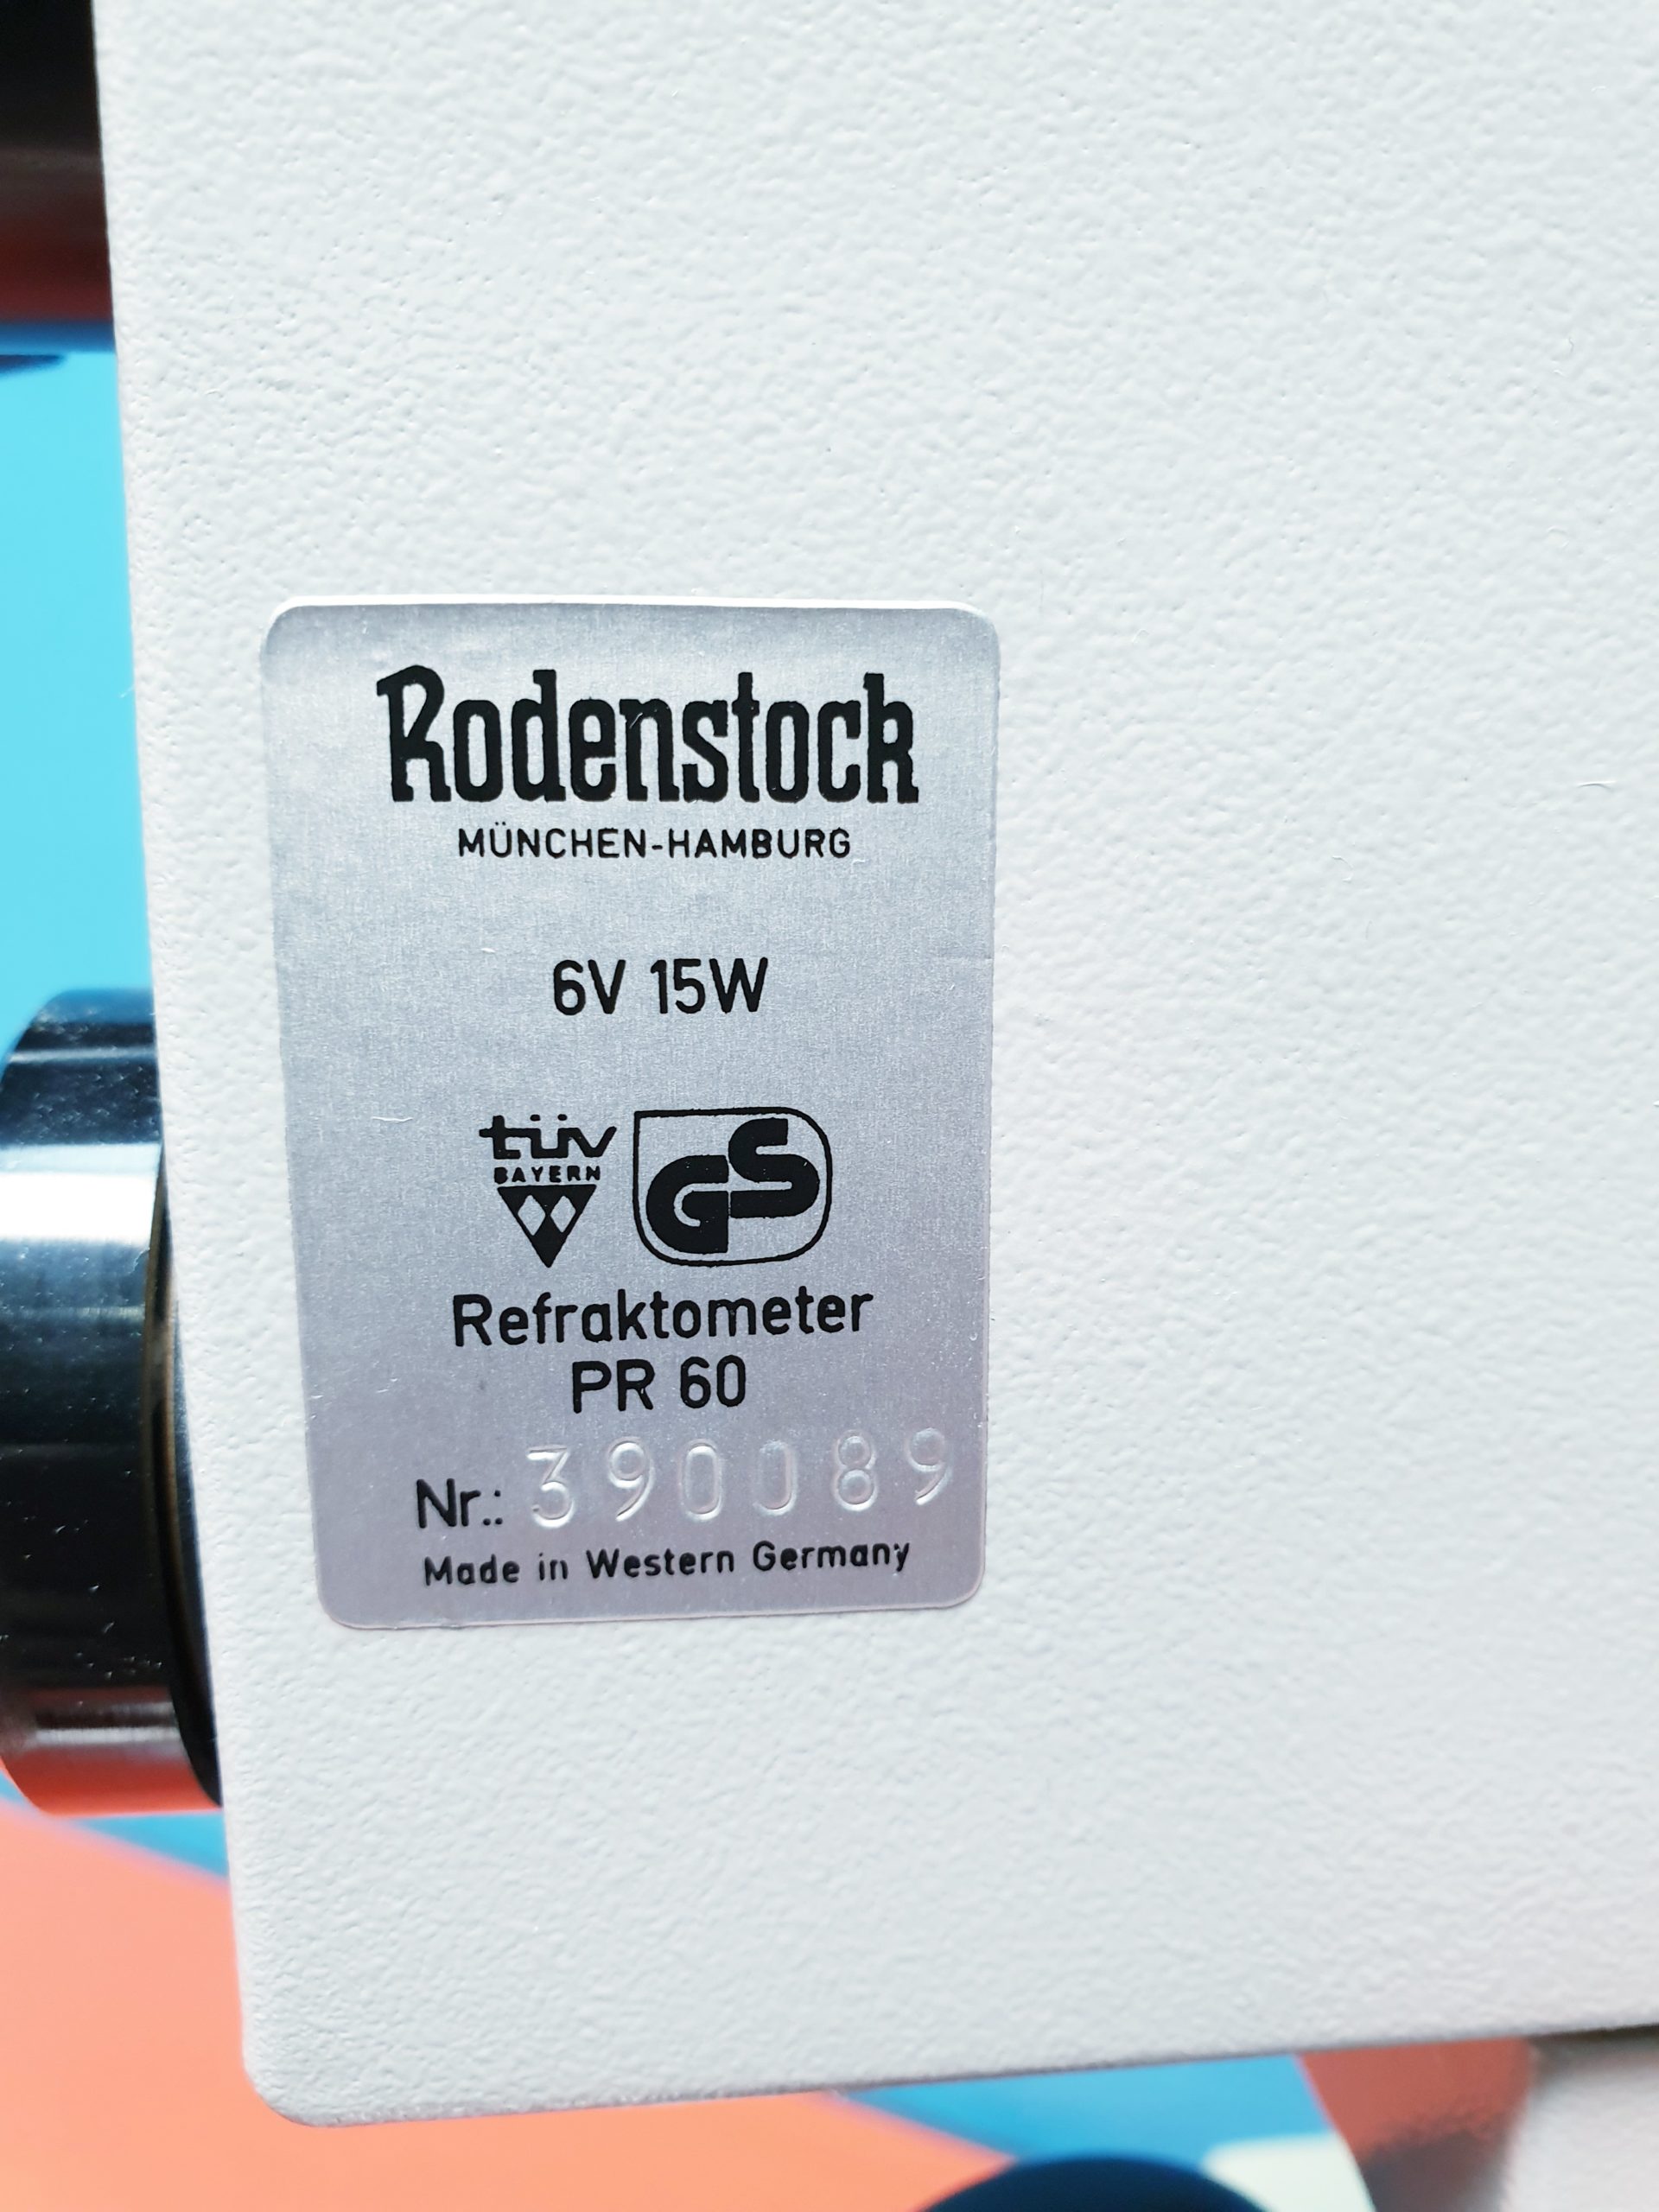 Rodenstock
MÜNCHEN-HAMBURG
6V 15W
tüv
BAYERN
GS
Refraktometer
PR 60
Nr.: 390089
Made in Western Germany